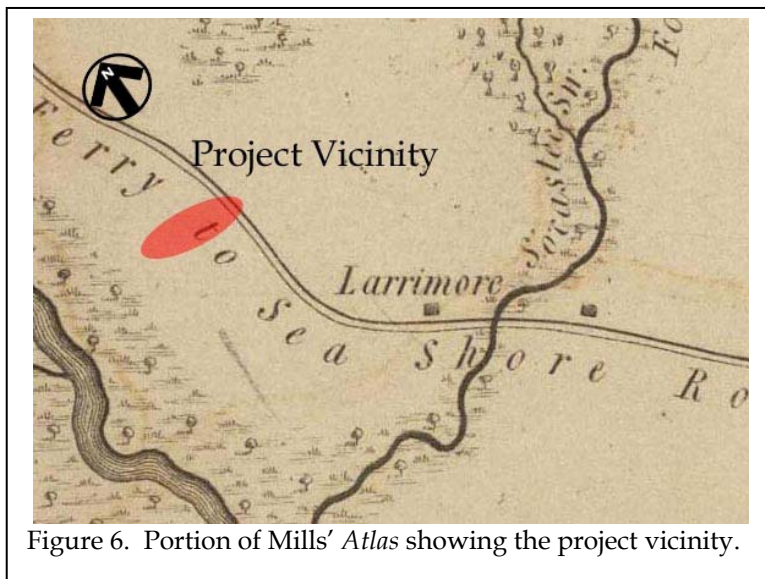 N
Fo
Project Vicinity
Socastee Sw.
Larrimore
Ferry to Sea Shore Ro
Figure 6. Portion of Mills’ Atlas showing the project vicinity.